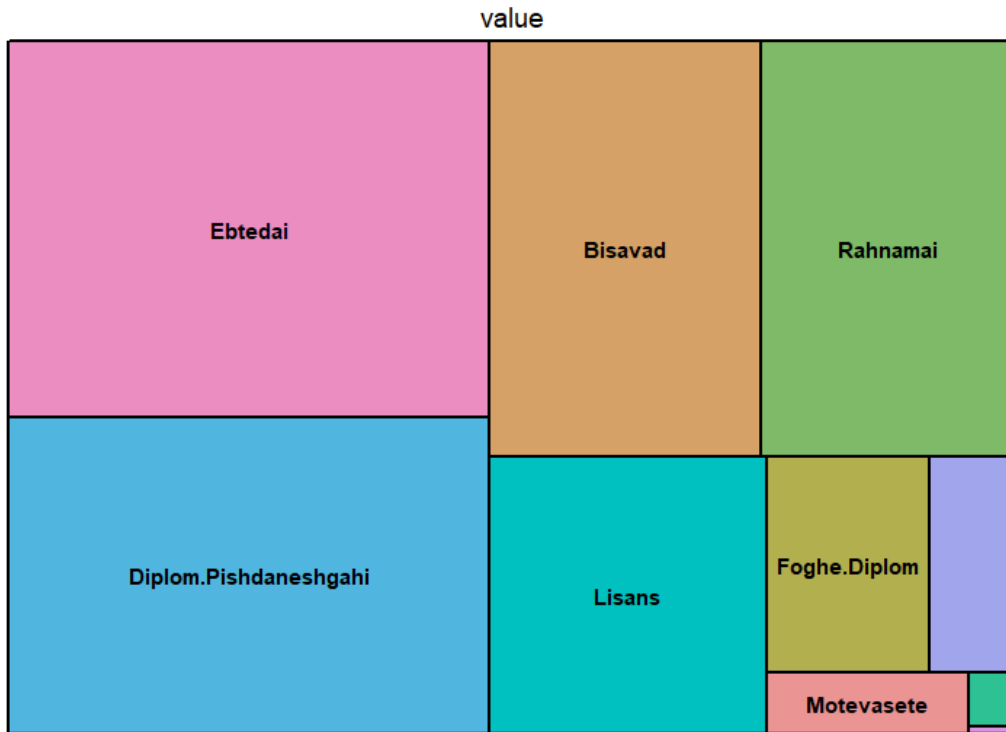 value
Ebtedai
Bisavad
Rahnamai
Diplom.Pishdaneshgahi
Lisans
Foghe.Diplom
Motevasete